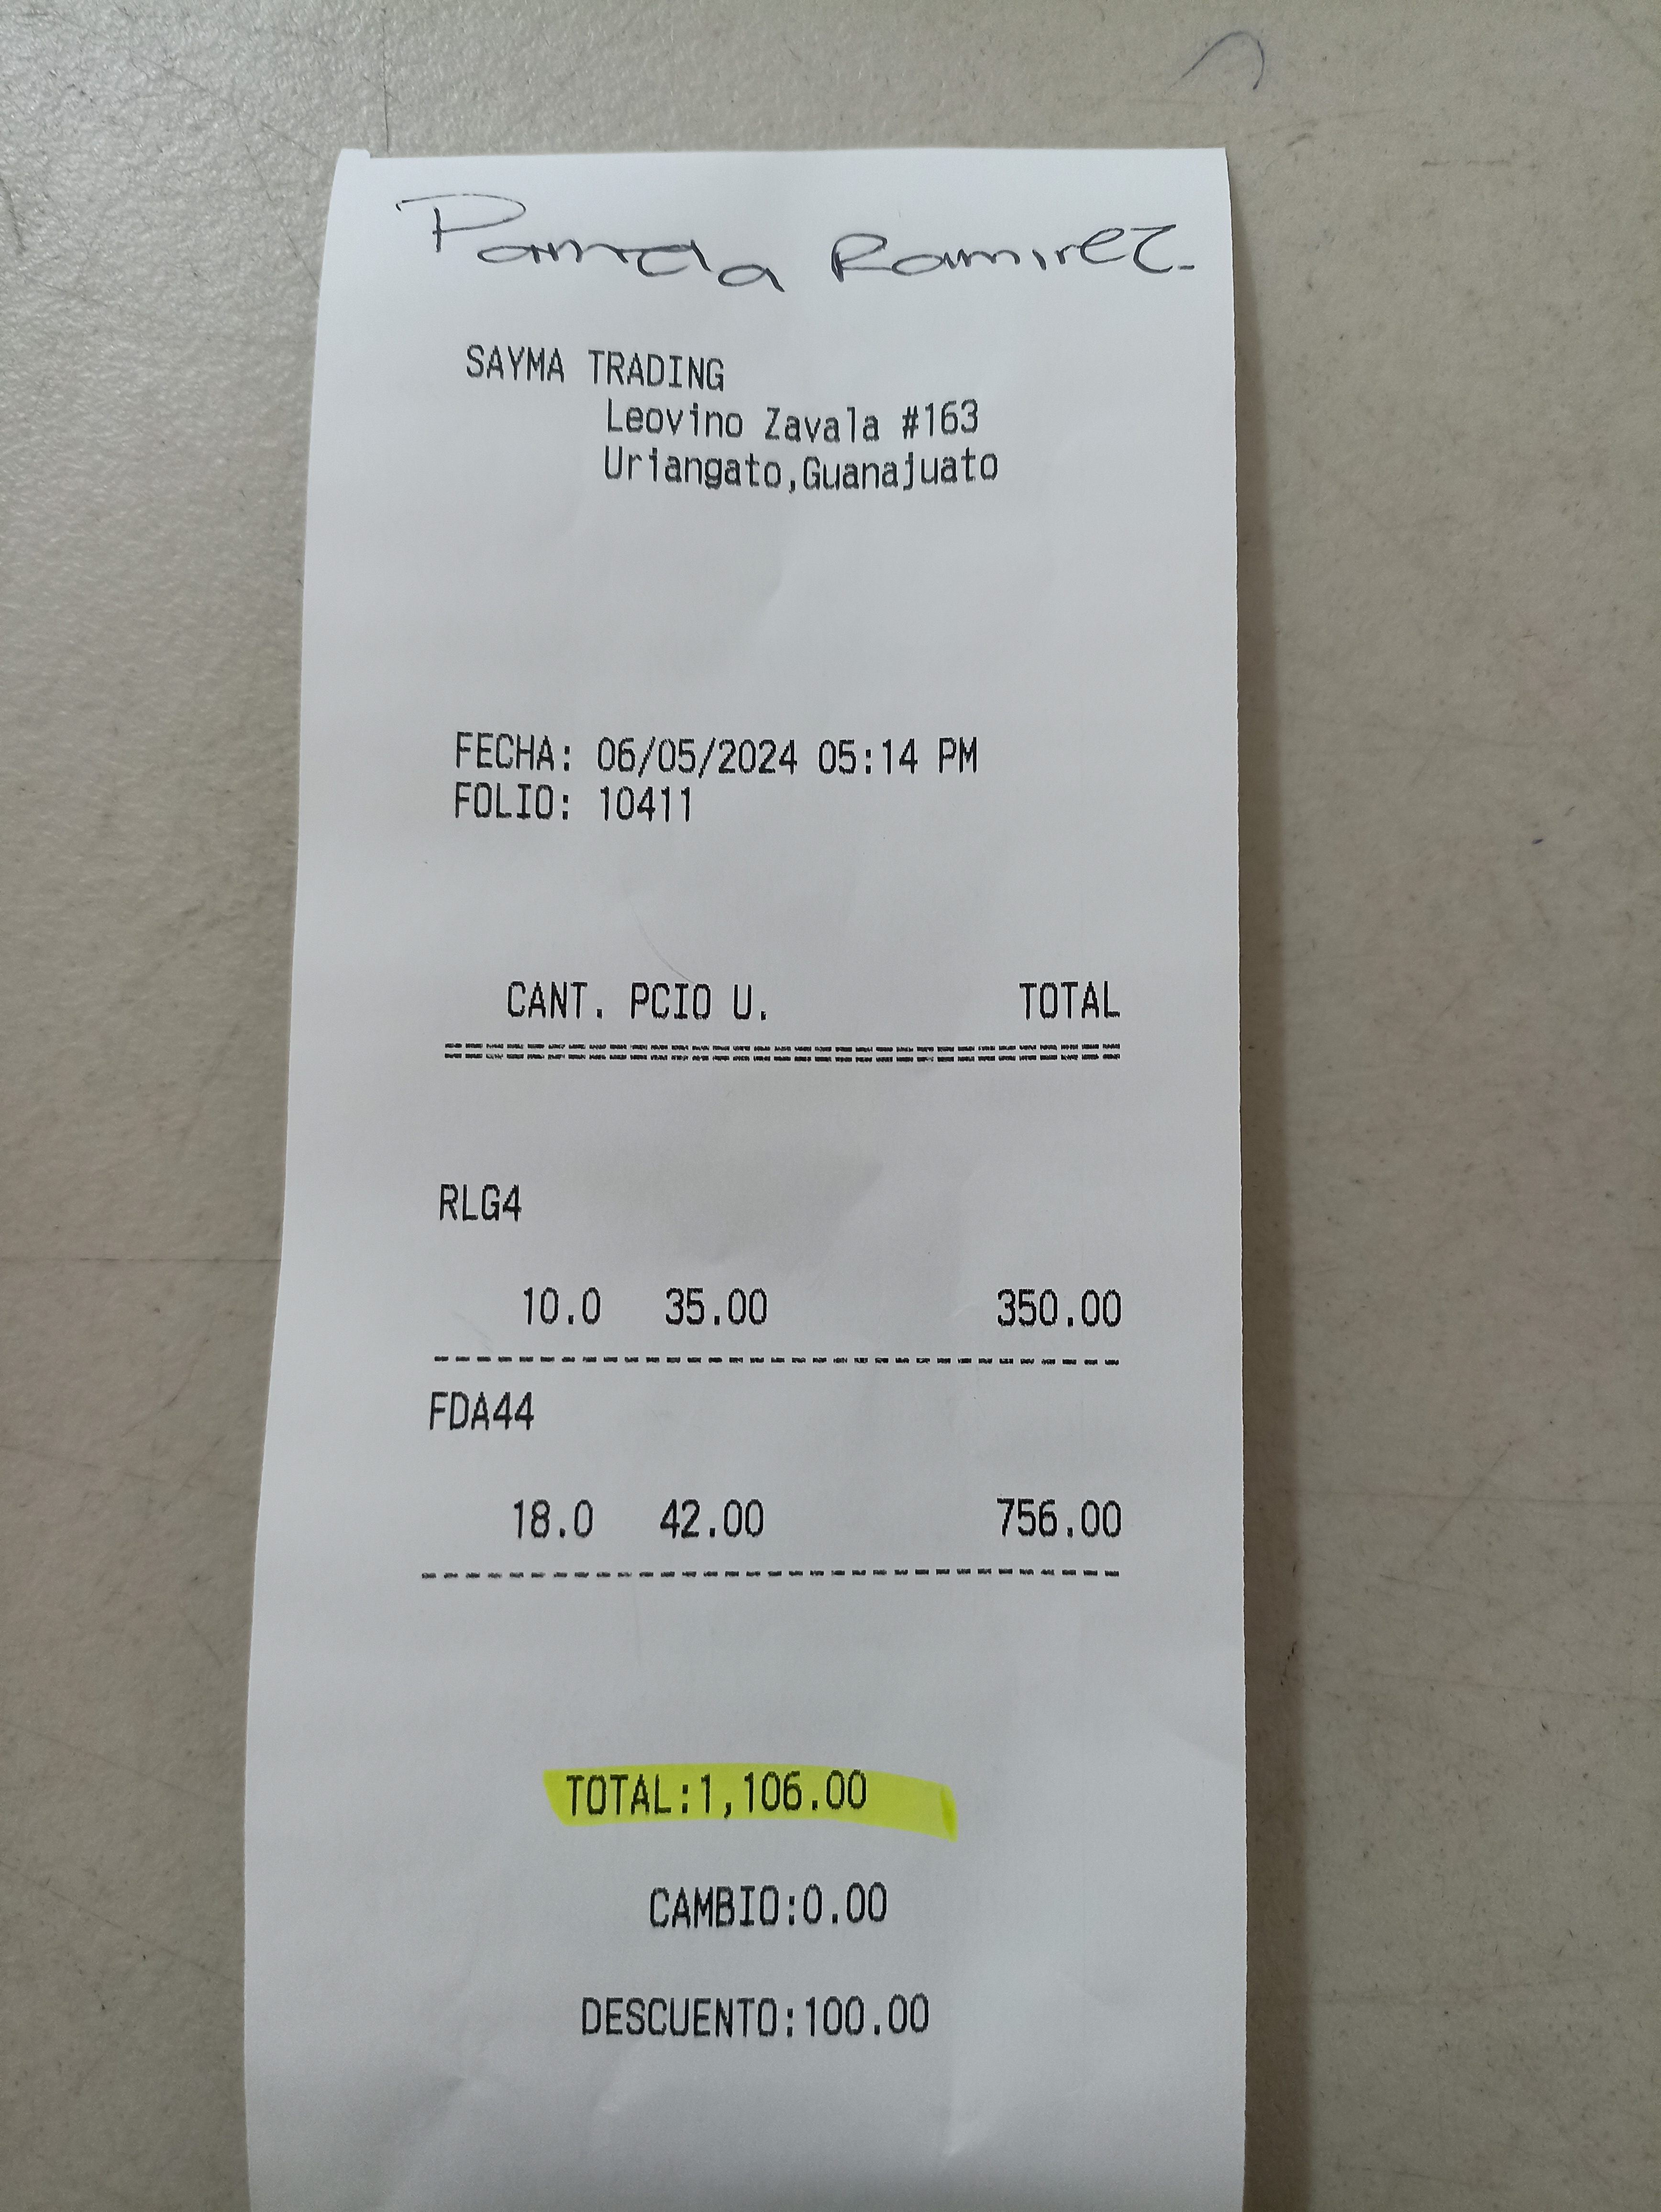 Pamela Ramirez.
SAYMA TRADING
Leovino Zavala #163
Uriangato,Guanajuato
FECHA: 06/05/2024 05:14 PM
FOLIO: 10411
CANT. PCIO U. TOTAL
RLG4
10.0 35.00 350.00
FDA44
18.0 42.00 756.00
TOTAL:1,106.00
CAMBIO:0.00
DESCUENTO:100.00